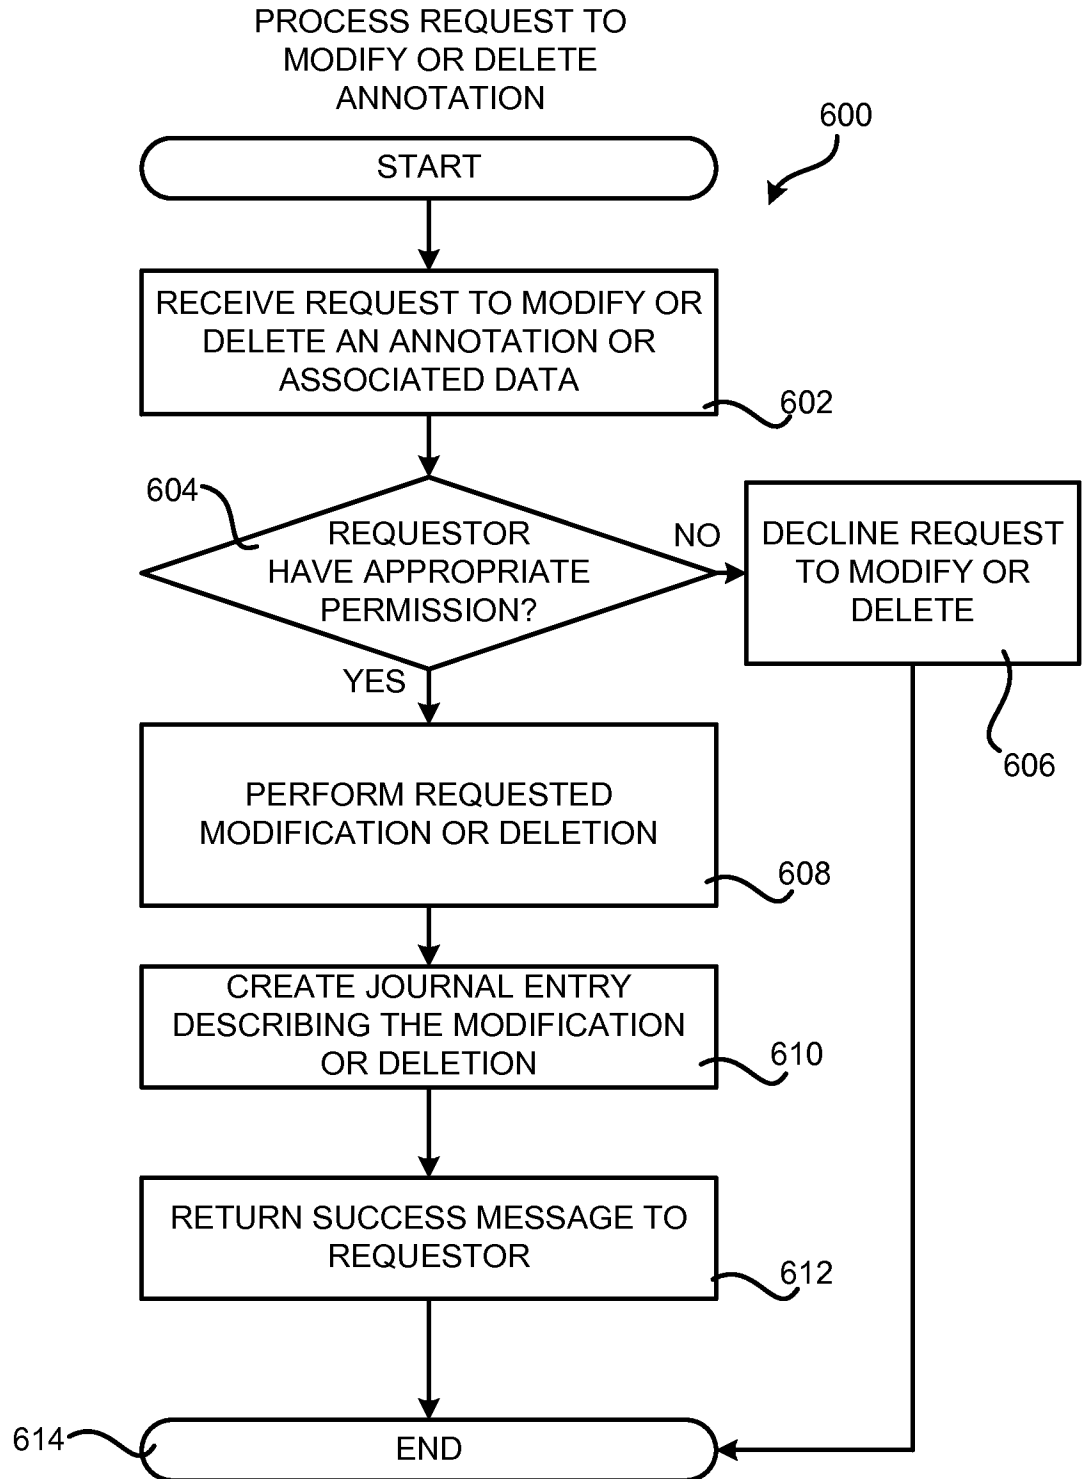 PROCESS REQUEST TO
MODIFY OR DELETE
ANNOTATION
600
START
RECEIVE REQUEST TO MODIFY OR
DELETE AN ANNOTATION OR
ASSOCIATED DATA
602
604
REQUESTOR
HAVE APPROPRIATE
PERMISSION?
NO
DECLINE REQUEST
TO MODIFY OR
DELETE
606
YES
PERFORM REQUESTED
MODIFICATION OR DELETION
608
CREATE JOURNAL ENTRY
DESCRIBING THE MODIFICATION
OR DELETION
610
RETURN SUCCESS MESSAGE TO
REQUESTOR
612
614
END